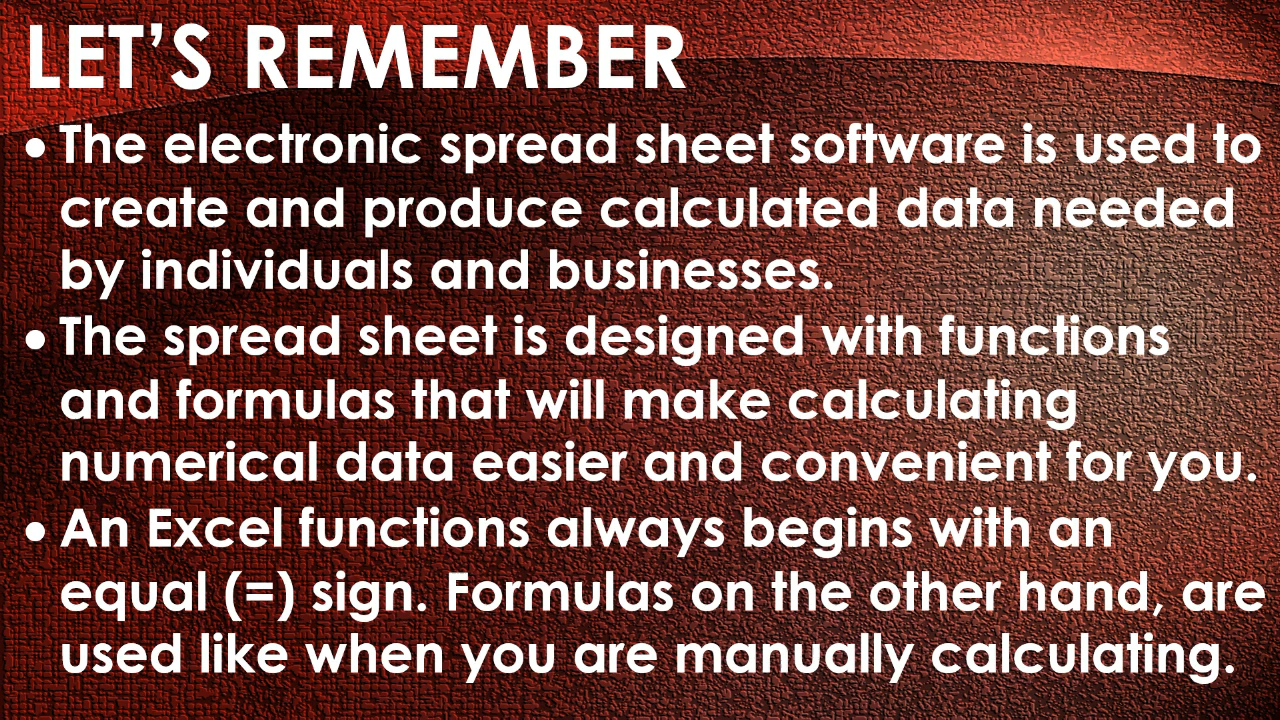 LET’S REMEMBER
• The electronic spread sheet software is used to
create and produce calculated data needed
by individuals and businesses.
• The spread sheet is designed with functions
and formulas that will make calculating
numerical data easier and convenient for you.
• An Excel functions always begins with an
equal (=) sign. Formulas on the other hand, are
used like when you are manually calculating.